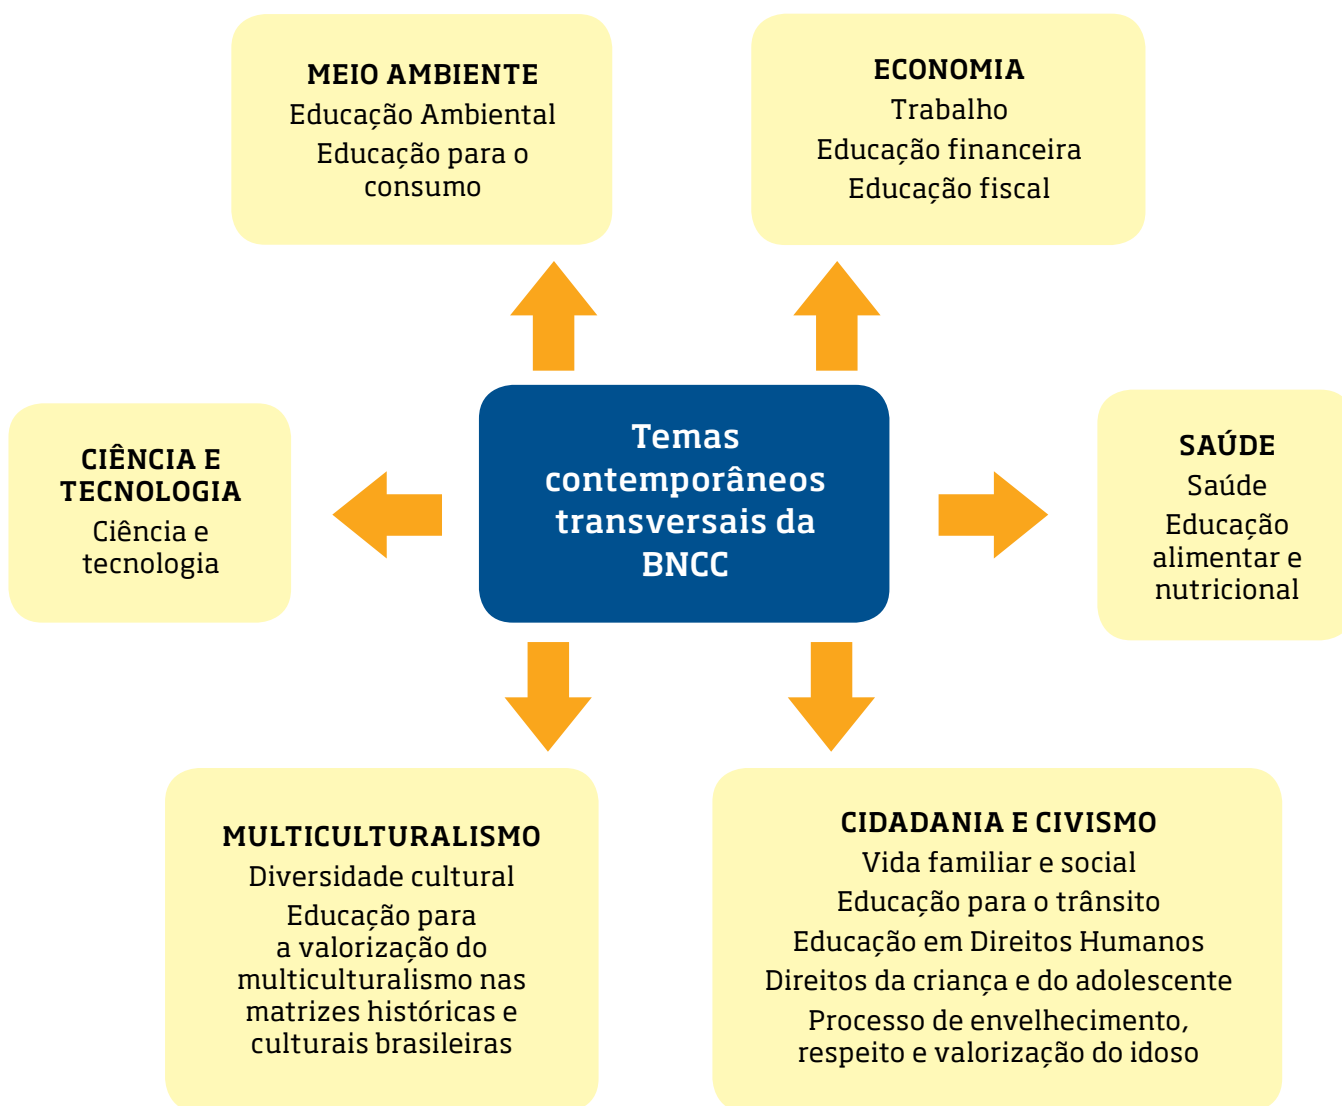 MEIO AMBIENTE
Educação Ambiental
Educação para o
consumo
ECONOMIA
Trabalho
Educação financeira
Educação fiscal
CIÊNCIA E
TECNOLOGIA
Ciência e
tecnologia
Temas
contemporâneos
transversais da
BNCC
SAÚDE
Saúde
Educação
alimentar e
nutricional
MULTICULTURALISMO
Diversidade cultural
Educação para
a valorização do
multiculturalismo nas
matrizes históricas e
culturais brasileiras
CIDADANIA E CIVISMO
Vida familiar e social
Educação para o trânsito
Educação em Direitos Humanos
Direitos da criança e do adolescente
Processo de envelhecimento,
respeito e valorização do idoso